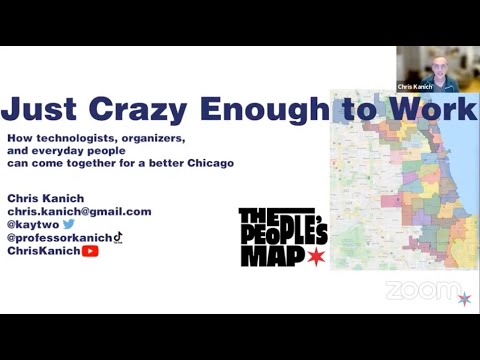 Chris Kanich
Just Crazy Enough to Work
How technologists, organizers,
and everyday people
can come together for a better Chicago
Chris Kanich
chris.kanich@gmail.com
@kaytwo
@professorkanich
ChrisKanich
THE
PEOPLE'S
MAP
zoom